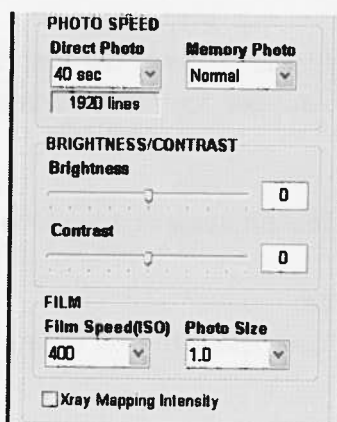 PHOTO SPEED
Direct Photo Memory Photo
40 sec Normal
1920 lines
BRIGHTNESS/CONTRAST
Brightness
0
Contrast
0
FILM
Film Speed(ISO) Photo Size
400 1.0
Xray Mapping Intensity